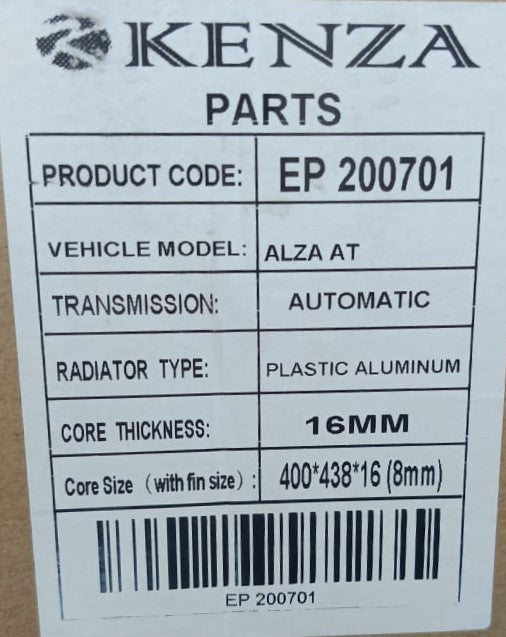 KENZA
PARTS
PRODUCT CODE: EP 200701
VEHICLE MODEL: ALZA AT
TRANSMISSION: AUTOMATIC
RADIATOR TYPE: PLASTIC ALUMINUM
CORE THICKNESS: 16MM
Core Size (with fin size) : 400*438*16 (8mm)
EP 200701